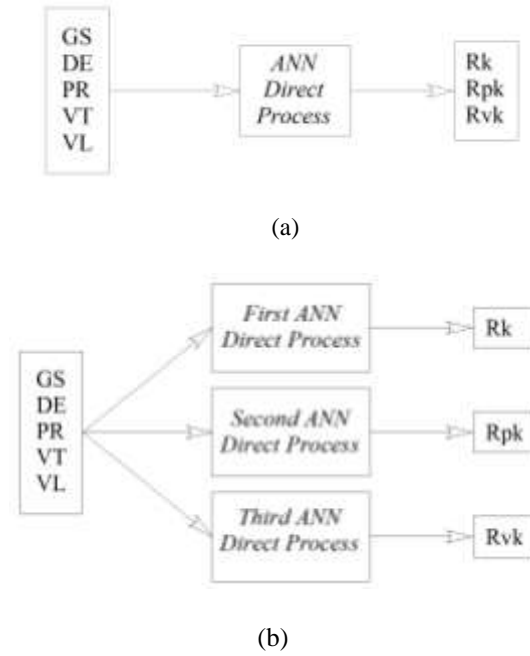 GS
DE
PR
VT
VL
ANN
Direct
Process
Rk
Rpk
Rvk
(a)
First ANN
Direct Process
Rk
GS
DE
PR
VT
VL
Second ANN
Direct Process
Rpk
Third ANN
Direct Process
Rvk
(b)